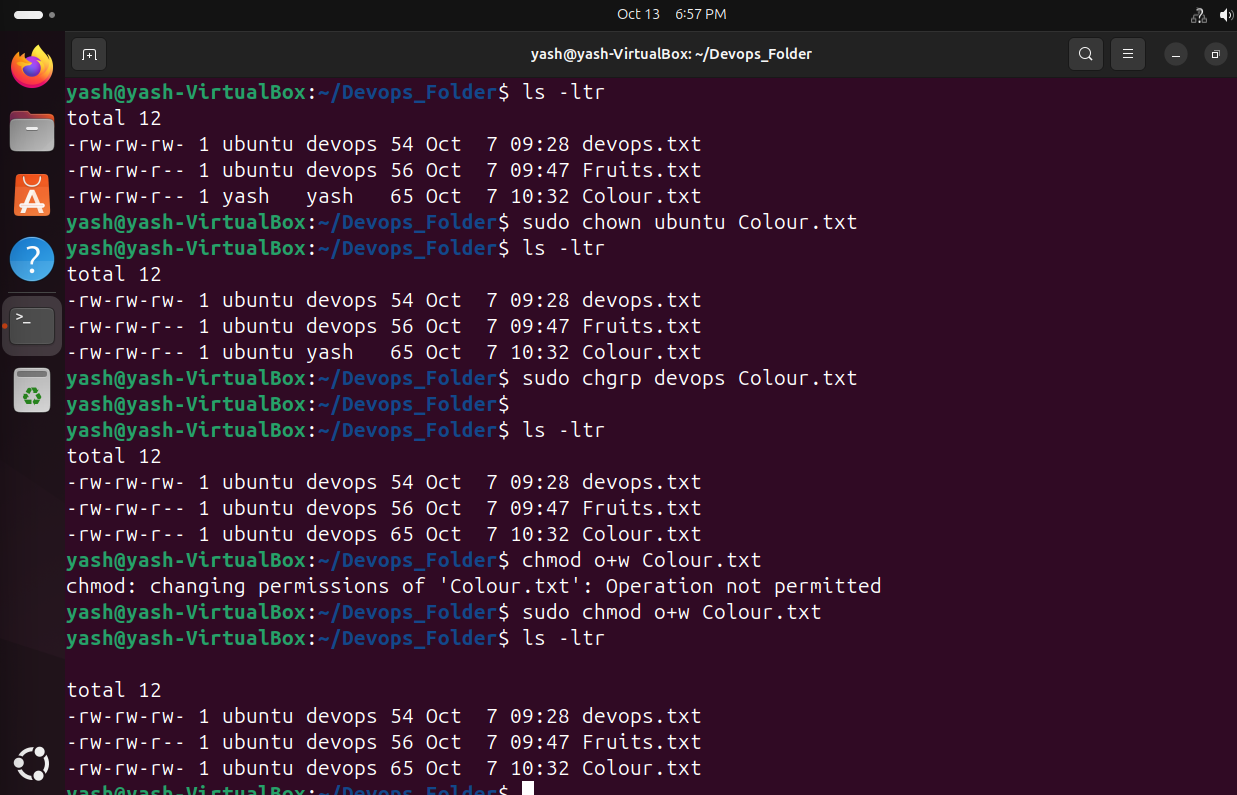 Oct 13 6:57 PM
yash@yash-VirtualBox: ~/Devops_Folder
yash@yash-VirtualBox:~/Devops_Folder$ ls -ltr
total 12
-rw-rw-rw- 1 ubuntu devops 54 Oct  7 09:28 devops.txt
-rw-rw-r-- 1 ubuntu devops 56 Oct  7 09:47 Fruits.txt
-rw-rw-r-- 1 yash   yash   65 Oct  7 10:32 Colour.txt
yash@yash-VirtualBox:~/Devops_Folder$ sudo chown ubuntu Colour.txt
yash@yash-VirtualBox:~/Devops_Folder$ ls -ltr
total 12
-rw-rw-rw- 1 ubuntu devops 54 Oct  7 09:28 devops.txt
-rw-rw-r-- 1 ubuntu devops 56 Oct  7 09:47 Fruits.txt
-rw-rw-r-- 1 ubuntu yash   65 Oct  7 10:32 Colour.txt
yash@yash-VirtualBox:~/Devops_Folder$ sudo chgrp devops Colour.txt
yash@yash-VirtualBox:~/Devops_Folder$
yash@yash-VirtualBox:~/Devops_Folder$ ls -ltr
total 12
-rw-rw-rw- 1 ubuntu devops 54 Oct  7 09:28 devops.txt
-rw-rw-r-- 1 ubuntu devops 56 Oct  7 09:47 Fruits.txt
-rw-rw-r-- 1 ubuntu devops 65 Oct  7 10:32 Colour.txt
yash@yash-VirtualBox:~/Devops_Folder$ chmod o+w Colour.txt
chmod: changing permissions of 'Colour.txt': Operation not permitted
yash@yash-VirtualBox:~/Devops_Folder$ sudo chmod o+w Colour.txt
yash@yash-VirtualBox:~/Devops_Folder$ ls -ltr
total 12
-rw-rw-rw- 1 ubuntu devops 54 Oct  7 09:28 devops.txt
-rw-rw-r-- 1 ubuntu devops 56 Oct  7 09:47 Fruits.txt
-rw-rw-rw- 1 ubuntu devops 65 Oct  7 10:32 Colour.txt
yash@yash-VirtualBox:~/Devops_Folder$